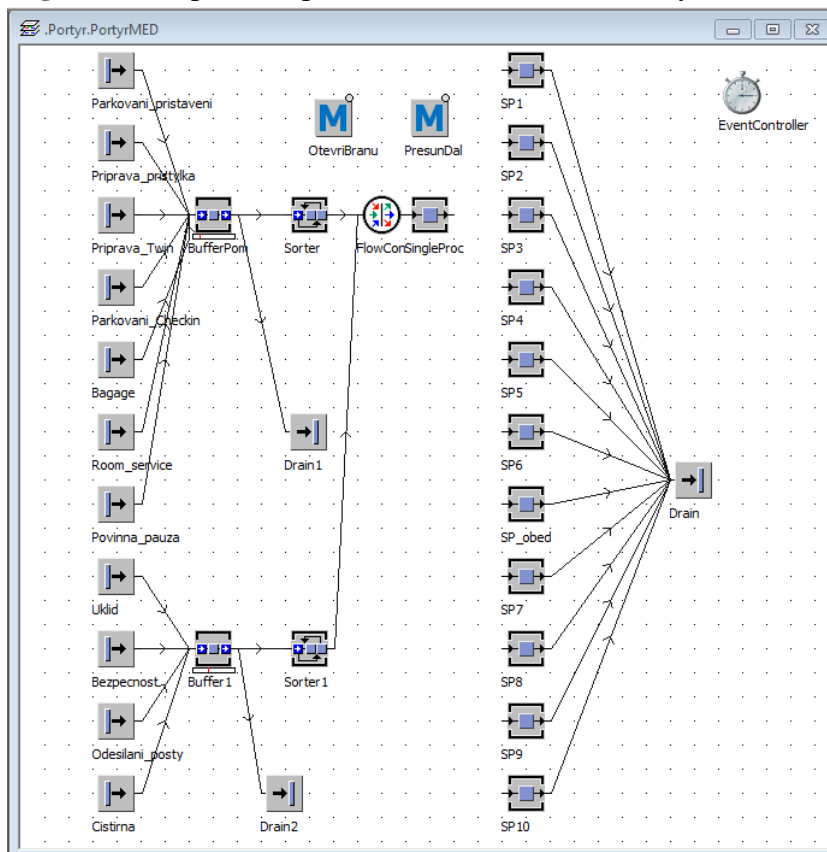 .Portyr.PortyrMED
Parkovani_pristaveni
OtevriBranu
PresunDal
SP1
EventController
Priprava_pristylka
SP2
Priprava_Twin
BufferPom
Sorter
FlowCon
SingleProc
SP3
Parkovani_Checkin
SP4
Bagage
SP5
Room_service
Drain1
SP6
Povinna_pauza
SP_obed
Drain
Uklid
SP7
Bezpecnost
Buffer1
Sorter1
SP8
Odesilani_posty
SP9
Cistirna
Drain2
SP10